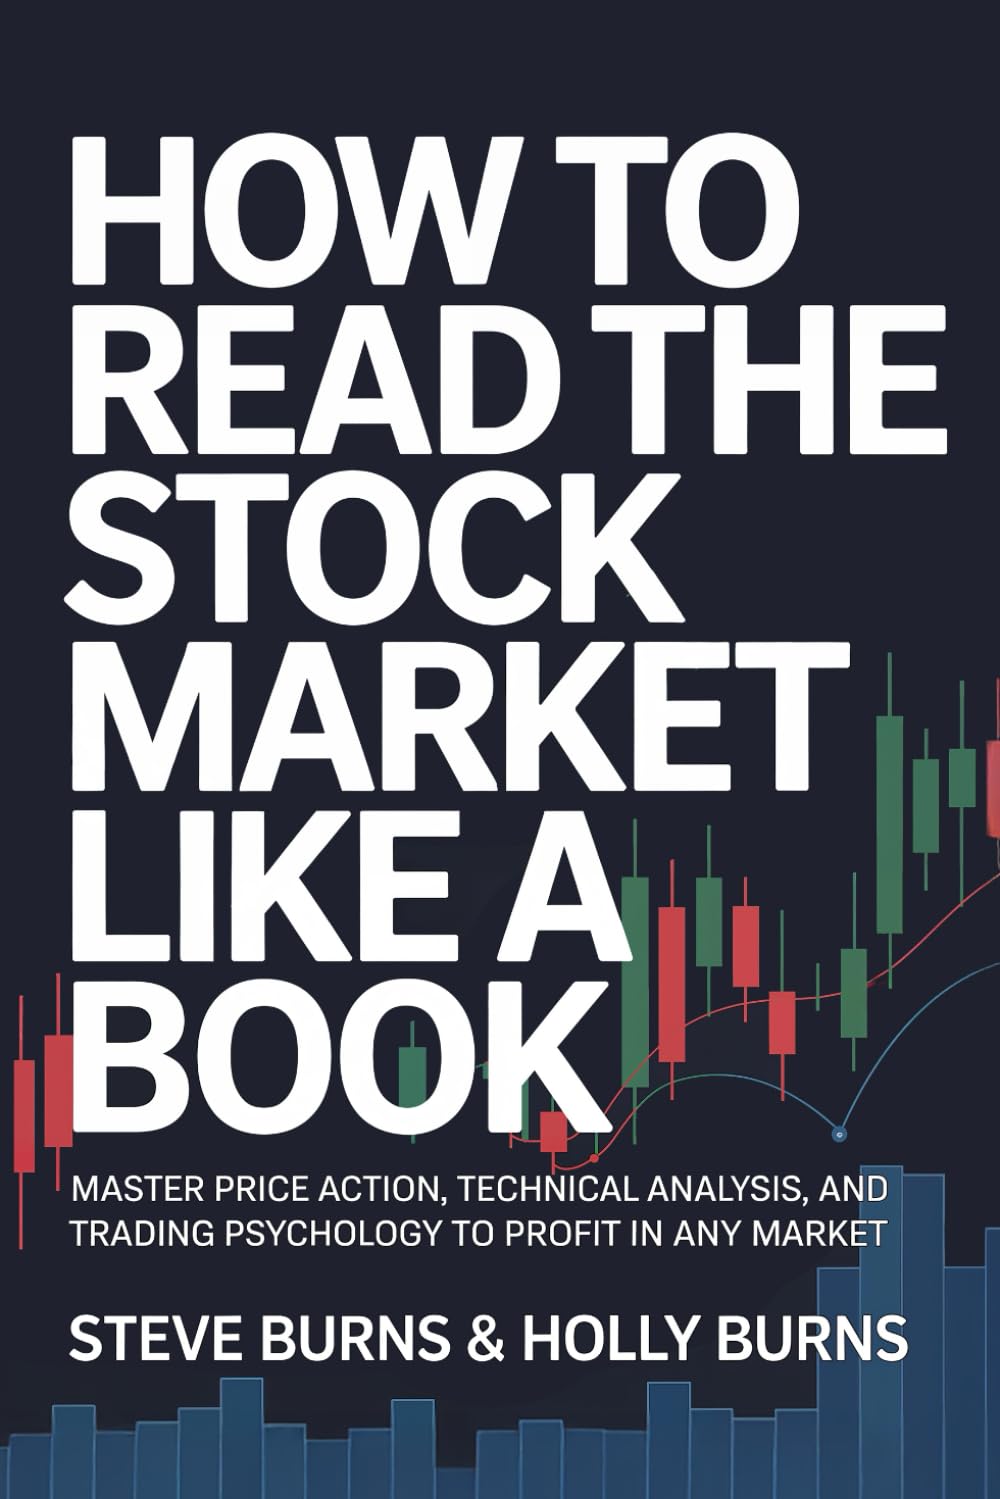 HOW TO
READ THE
STOCK
MARKET
LIKE A
BOOK
MASTER PRICE ACTION, TECHNICAL ANALYSIS, AND
TRADING PSYCHOLOGY TO PROFIT IN ANY MARKET
STEVE BURNS & HOLLY BURNS